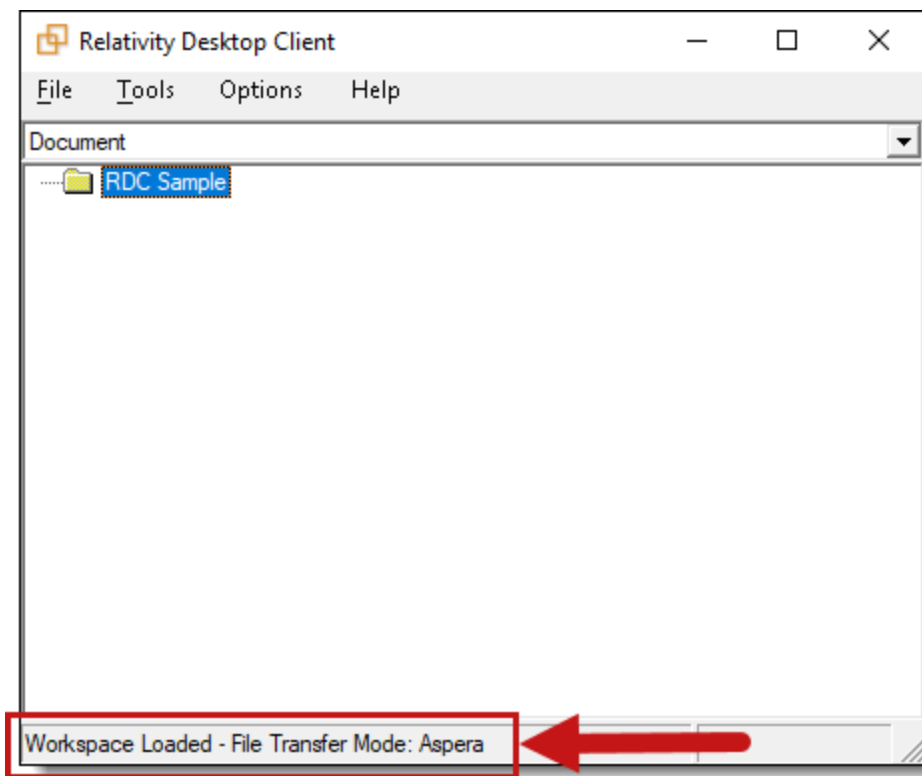 Relativity Desktop Client
File Tools Options Help
Document
RDC Sample
Workspace Loaded - File Transfer Mode: Aspera